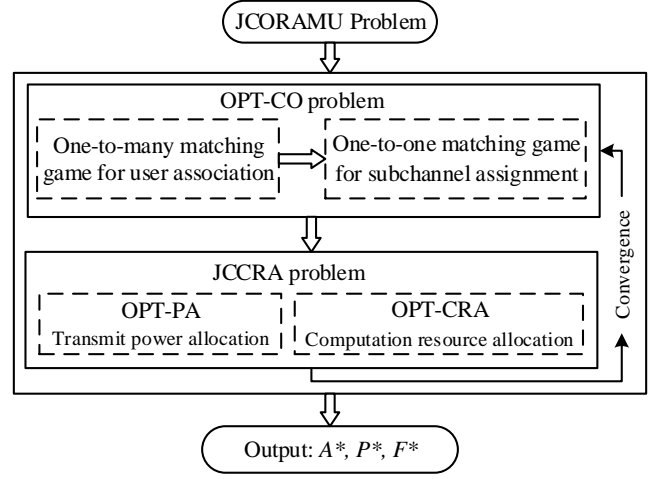 JCORAMU Problem
OPT-CO problem
One-to-many matching
game for user association
One-to-one matching game
for subchannel assignment
Convergence
JCCRA problem
OPT-PA
Transmit power allocation
OPT-CRA
Computation resource allocation
Output: A*, P*, F*